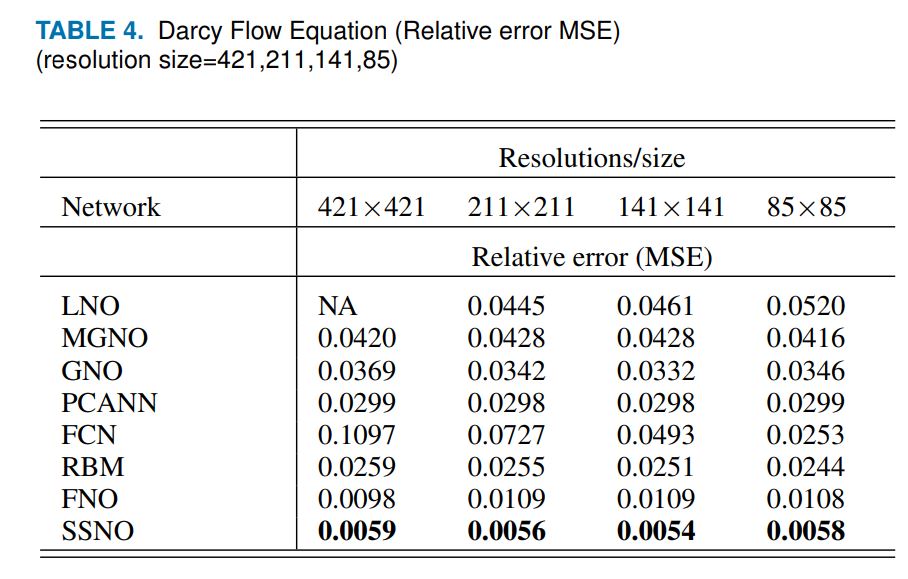 TABLE 4. Darcy Flow Equation (Relative error MSE)
(resolution size=421,211,141,85)
Resolutions/size
Network 421×421 211×211 141×141 85×85
Relative error (MSE)
LNO NA 0.0445 0.0461 0.0520
MGNO 0.0420 0.0428 0.0428 0.0416
GNO 0.0369 0.0342 0.0332 0.0346
PCANN 0.0299 0.0298 0.0298 0.0299
FCN 0.1097 0.0727 0.0493 0.0253
RBM 0.0259 0.0255 0.0251 0.0244
FNO 0.0098 0.0109 0.0109 0.0108
SSNO 0.0059 0.0056 0.0054 0.0058